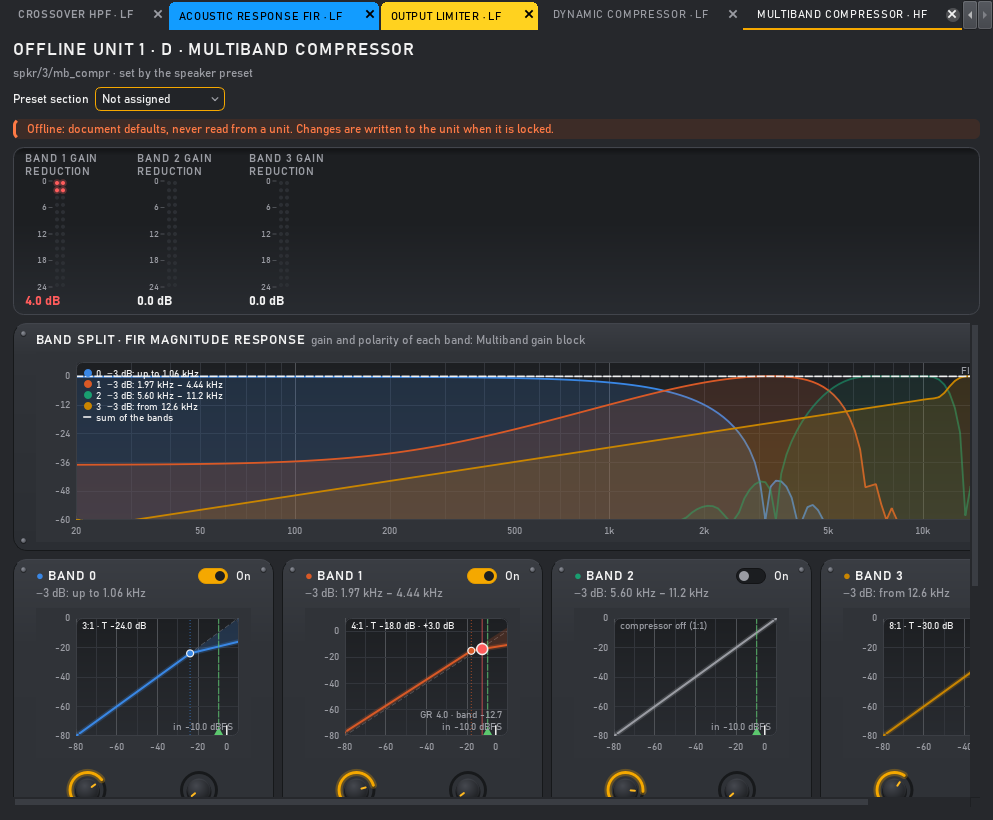 CROSSOVER HPF · LF ✕ ACOUSTIC RESPONSE FIR · LF ✕ OUTPUT LIMITER · LF ✕ DYNAMIC COMPRESSOR · LF ✕ MULTIBAND COMPRESSOR · HF ✕
OFFLINE UNIT 1 · D · MULTIBAND COMPRESSOR
spkr/3/mb_compr · set by the speaker preset
Preset section Not assigned
Offline: document defaults, never read from a unit. Changes are written to the unit when it is locked.
BAND 1 GAIN REDUCTION
0
6
12
18
24
4.0 dB
BAND 2 GAIN REDUCTION
0
6
12
18
24
0.0 dB
BAND 3 GAIN REDUCTION
0
6
12
18
24
0.0 dB
BAND SPLIT · FIR MAGNITUDE RESPONSE gain and polarity of each band: Multiband gain block
0 −3 dB: up to 1.06 kHz
1 −3 dB: 1.97 kHz – 4.44 kHz
2 −3 dB: 5.60 kHz – 11.2 kHz
3 −3 dB: from 12.6 kHz
sum of the bands
FI
0
−12
−24
−36
−48
−60
20 50 100 200 500 1k 2k 5k 10k
BAND 0 On
−3 dB: up to 1.06 kHz
3:1 · T −24.0 dB
0
−20
−40
−60
−80
in −10.0 dBFS
−80 −60 −40 −20 0
BAND 1 On
−3 dB: 1.97 kHz – 4.44 kHz
4:1 · T −18.0 dB · +3.0 dB
0
−20
−40
−60
−80
GR 4.0 · band −12.7
in −10.0 dBFS
−80 −60 −40 −20 0
BAND 2 On
−3 dB: 5.60 kHz – 11.2 kHz
compressor off (1:1)
0
−20
−40
−60
−80
in −10.0 dBFS
−80 −60 −40 −20 0
BAND 3
−3 dB: from 12.6 kHz
8:1 · T −30.0 dB
0
−20
−40
−60
−80
−80 −60 −40